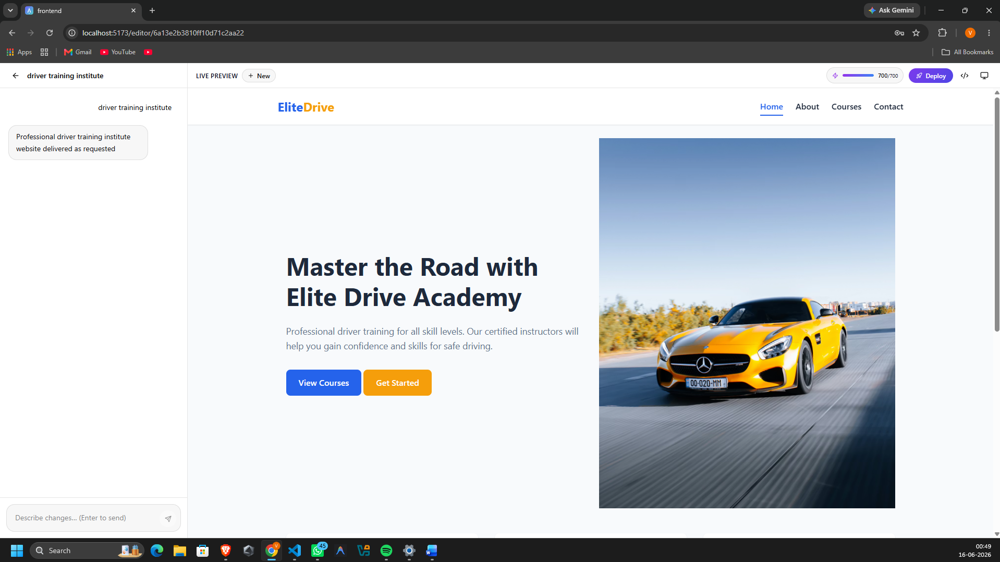 frontend
Ask Gemini
localhost:5173/editor/6a13e2b3810ff10d71c2aa22
V
Apps
Gmail
YouTube
All Bookmarks
driver training institute
LIVE PREVIEW
+ New
700/700
Deploy
driver training institute
Professional driver training institute
website delivered as requested
EliteDrive
Home
About
Courses
Contact
Master the Road with
Elite Drive Academy
Professional driver training for all skill levels. Our certified instructors will
help you gain confidence and skills for safe driving.
View Courses
Get Started
00-020-MM
Describe changes... (Enter to send)
Search
V
45
00:49
16-06-2026